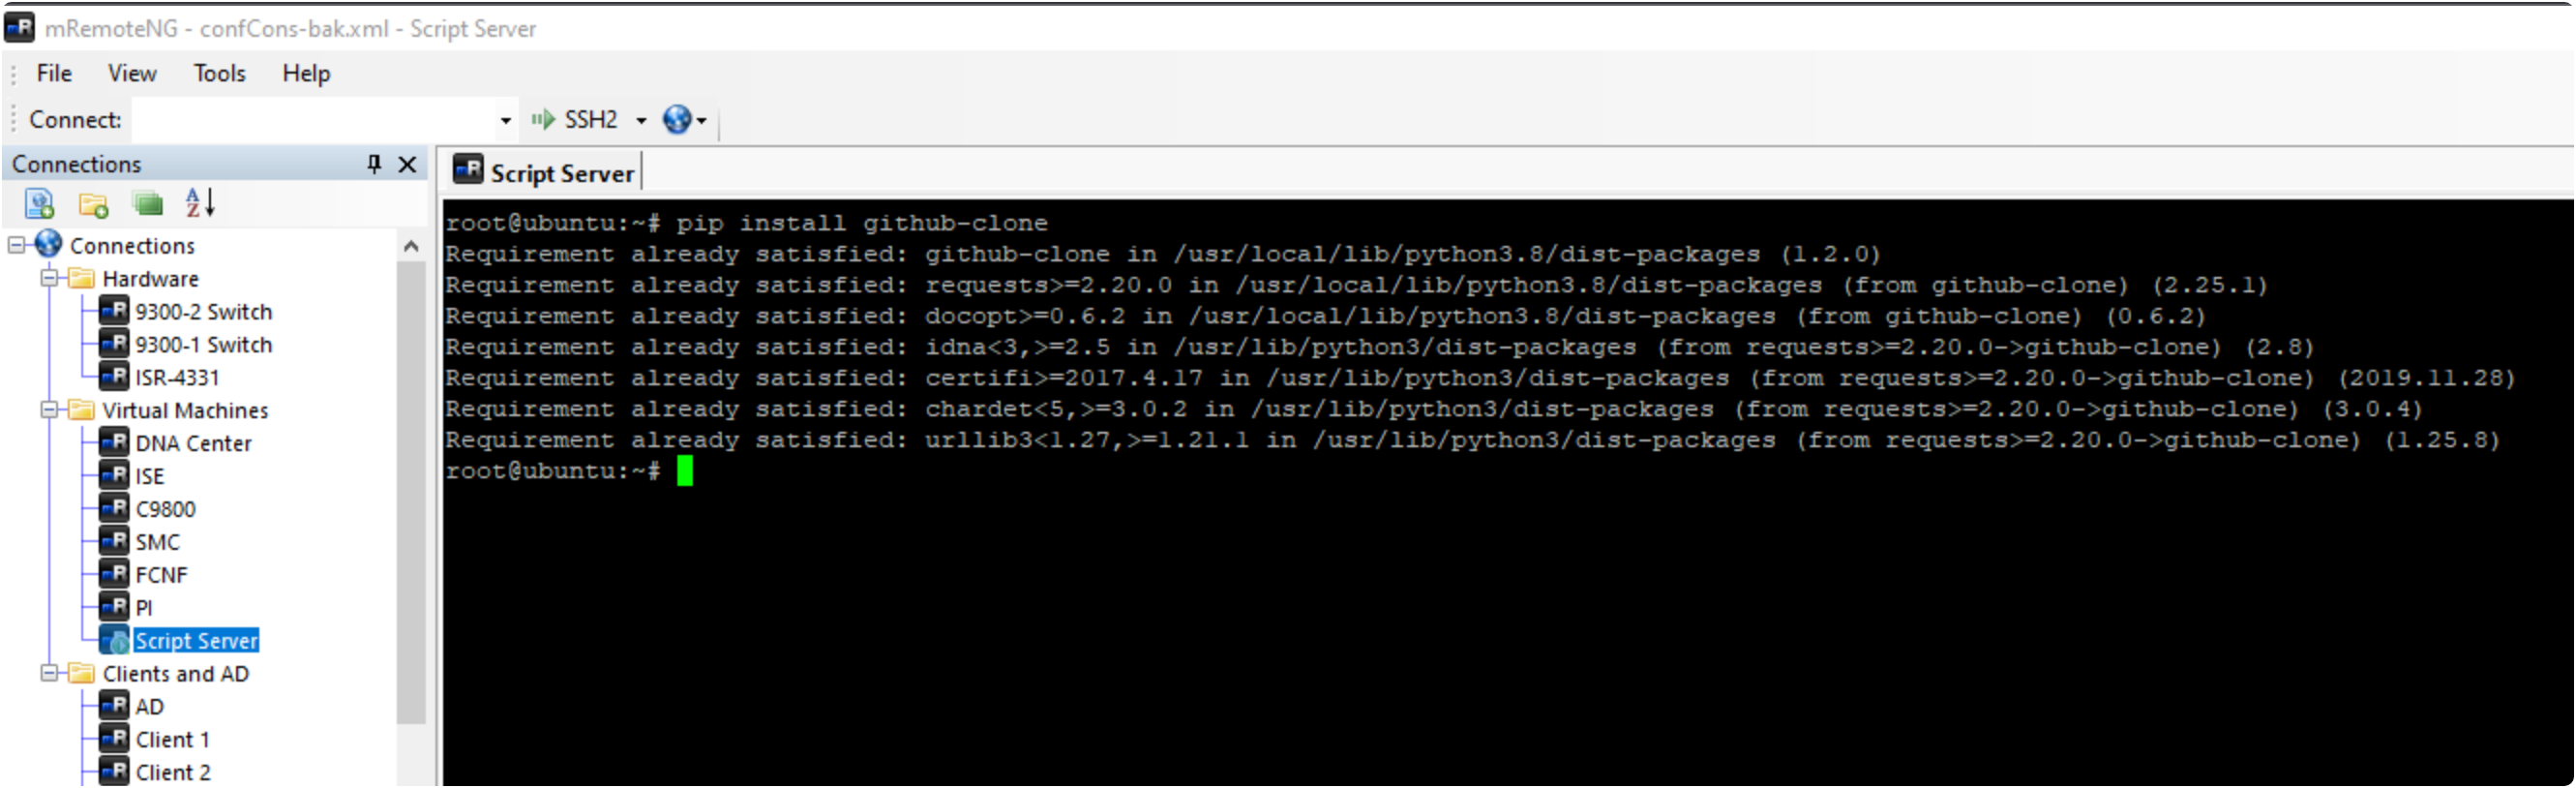 mRemoteNG - confCons-bak.xml - Script Server
File View Tools Help
Connect: SSH2
Connections
Script Server
Connections
Hardware
9300-2 Switch
9300-1 Switch
ISR-4331
Virtual Machines
DNA Center
ISE
C9800
SMC
FCNF
PI
Script Server
Clients and AD
AD
Client 1
Client 2
root@ubuntu:~# pip install github-clone
Requirement already satisfied: github-clone in /usr/local/lib/python3.8/dist-packages (1.2.0)
Requirement already satisfied: requests>=2.20.0 in /usr/local/lib/python3.8/dist-packages (from github-clone) (2.25.1)
Requirement already satisfied: docopt>=0.6.2 in /usr/local/lib/python3.8/dist-packages (from github-clone) (0.6.2)
Requirement already satisfied: idna<3,>=2.5 in /usr/lib/python3/dist-packages (from requests>=2.20.0->github-clone) (2.8)
Requirement already satisfied: certifi>=2017.4.17 in /usr/lib/python3/dist-packages (from requests>=2.20.0->github-clone) (2019.11.28)
Requirement already satisfied: chardet<5,>=3.0.2 in /usr/lib/python3/dist-packages (from requests>=2.20.0->github-clone) (3.0.4)
Requirement already satisfied: urllib3<1.27,>=1.21.1 in /usr/lib/python3/dist-packages (from requests>=2.20.0->github-clone) (1.25.8)
root@ubuntu:~#